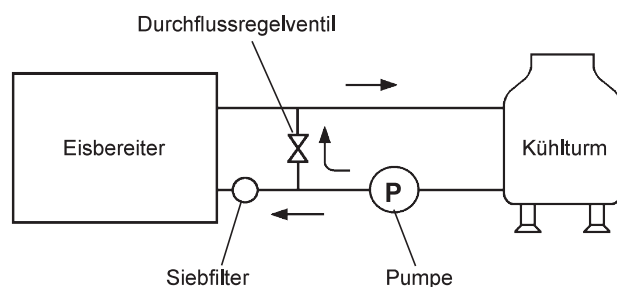 Durchflussregelventil
Eisbereiter
Kühlturm
P
Siebfilter
Pumpe